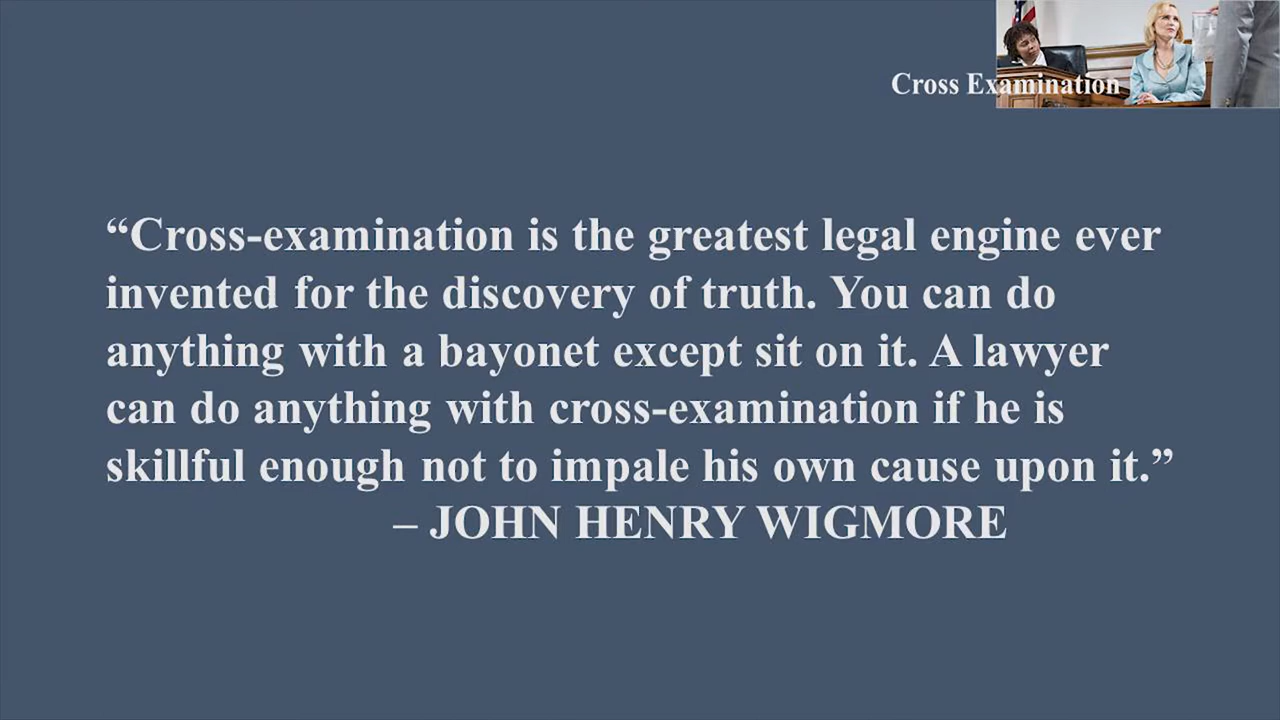 Cross Examination
“Cross-examination is the greatest legal engine ever
invented for the discovery of truth. You can do
anything with a bayonet except sit on it. A lawyer
can do anything with cross-examination if he is
skillful enough not to impale his own cause upon it.”
– JOHN HENRY WIGMORE